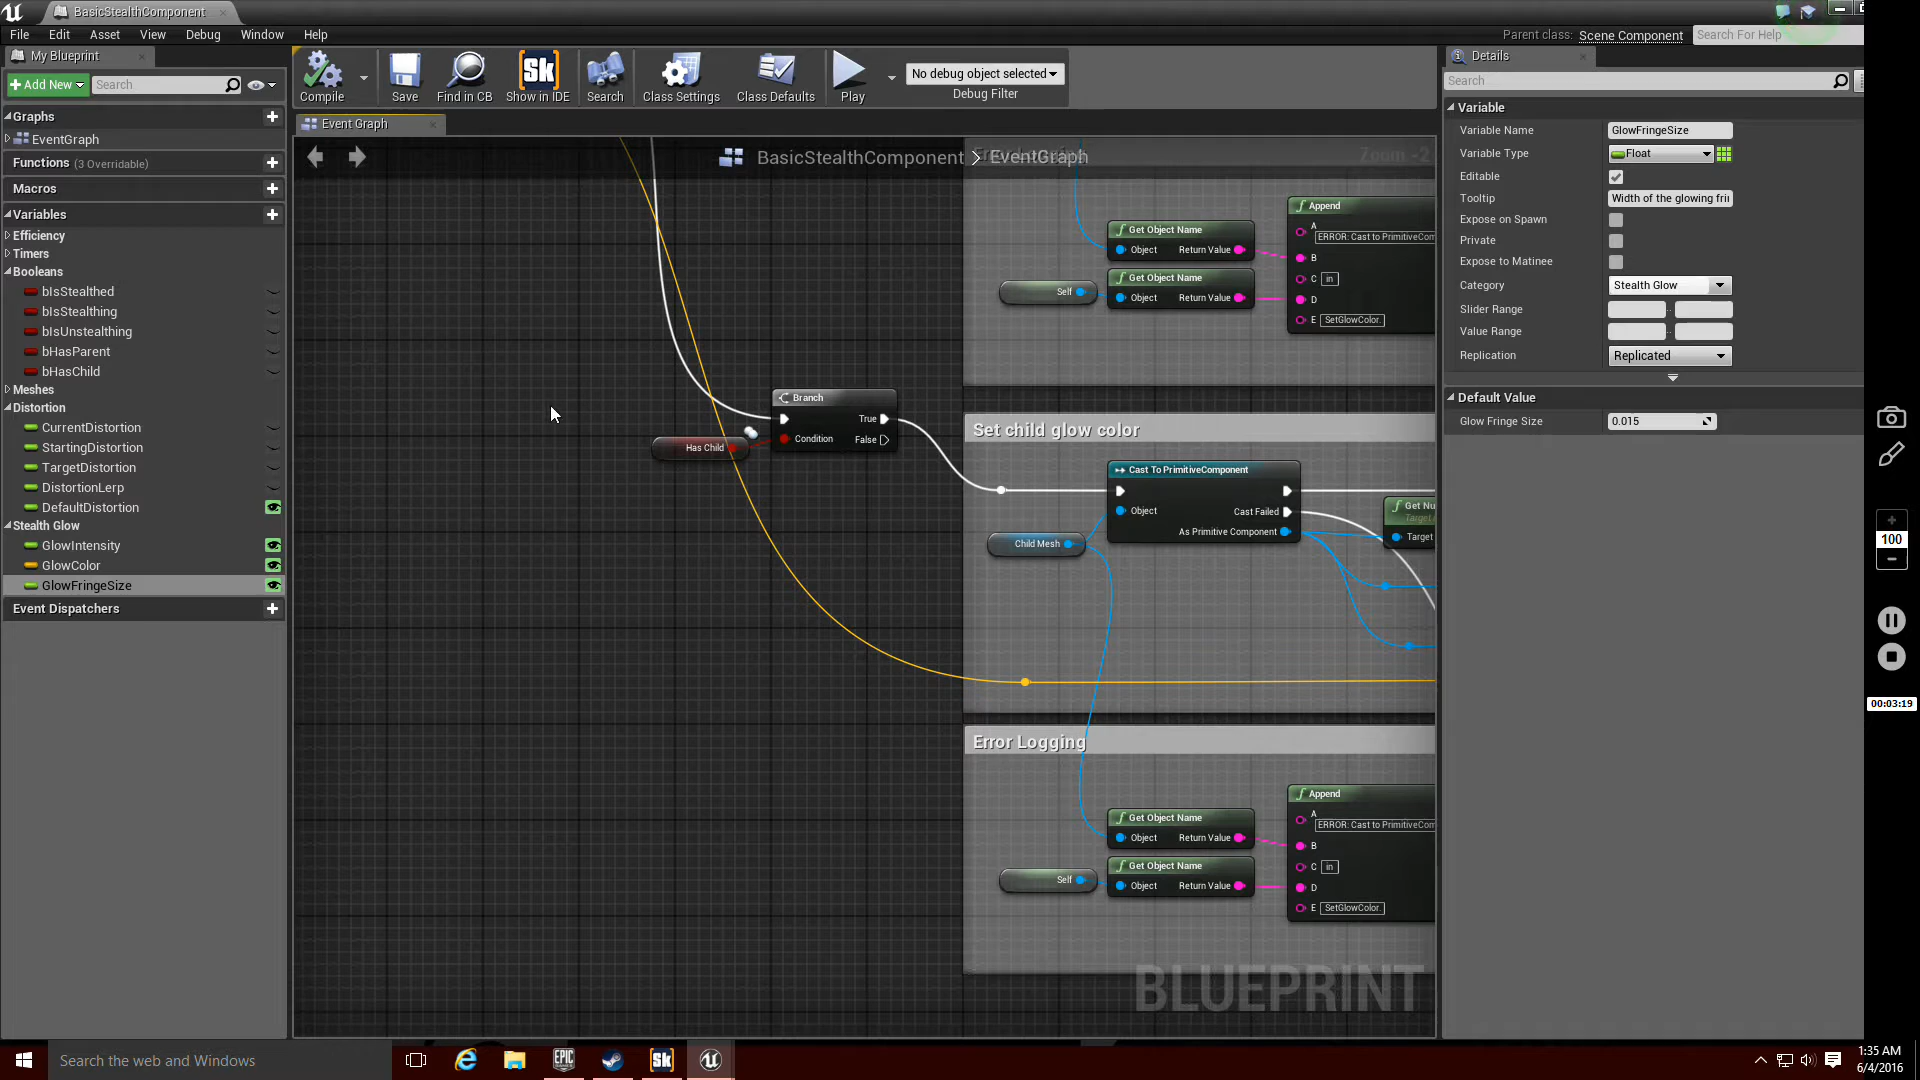 BasicStealthComponent
File Edit Asset View Debug Window Help
Parent class: Scene Component
Search For Help
My Blueprint
Add New
Search
Graphs
EventGraph
Functions (3 Overridable)
Macros
Variables
Efficiency
Timers
Booleans
bIsStealthed
bIsStealthing
bIsUnstealthing
bHasParent
bHasChild
Meshes
Distortion
CurrentDistortion
StartingDistortion
TargetDistortion
DistortionLerp
DefaultDistortion
Stealth Glow
GlowIntensity
GlowColor
GlowFringeSize
Event Dispatchers
Compile
Save
Find in CB
Sk
Show in IDE
Search
Class Settings
Class Defaults
Play
No debug object selected
Debug Filter
Event Graph
BasicStealthComponent > EventGraph
Zoom -2
Get Object Name
Object Return Value
Self
Get Object Name
Object Return Value
Append
A
ERROR: Cast to PrimitiveCom
B
C in
D
E SetGlowColor.
Branch
True
Condition False
Has Child
Set child glow color
Cast To PrimitiveComponent
Object Cast Failed
As Primitive Component
Child Mesh
Get Nu
Target
Target
Error Logging
Get Object Name
Object Return Value
Self
Get Object Name
Object Return Value
Append
A
ERROR: Cast to PrimitiveCom
B
C in
D
E SetGlowColor.
BLUEPRINT
Details
Search
Variable
Variable Name GlowFringeSize
Variable Type Float
Editable
Tooltip Width of the glowing frin
Expose on Spawn
Private
Expose to Matinee
Category Stealth Glow
Slider Range
Value Range
Replication Replicated
Default Value
Glow Fringe Size 0.015
100
00:03:19
Search the web and Windows
EPIC
GAMES
Sk
1:35 AM
6/4/2016